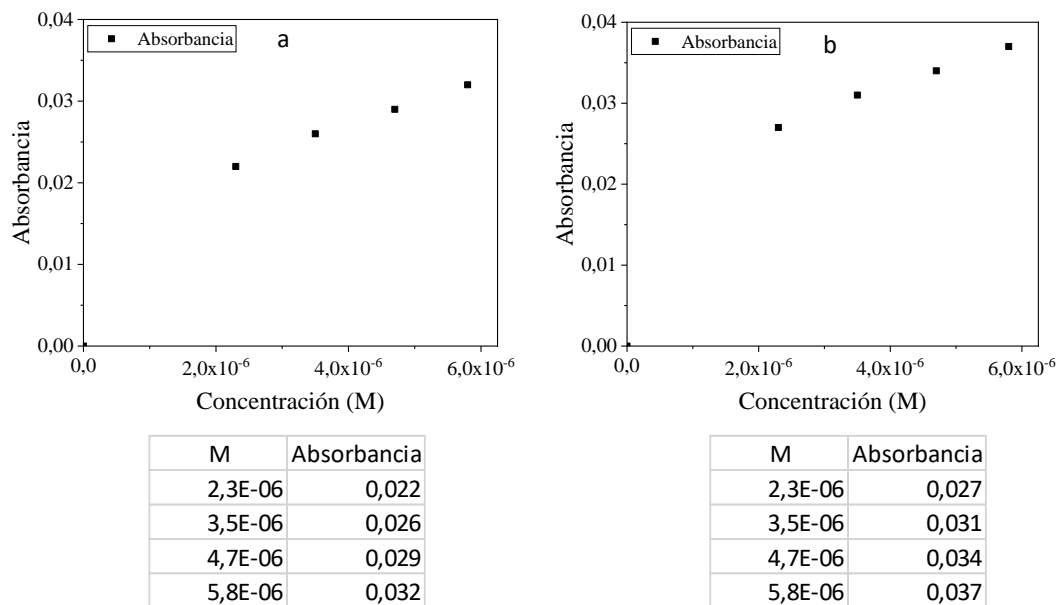 0,04
Absorbancia
a
0,03
0,02
0,01
0,00
Absorbancia
0,0
2,0x10⁻⁶
4,0x10⁻⁶
6,0x10⁻⁶
Concentración (M)
0,04
Absorbancia
b
0,03
0,02
0,01
0,00
Absorbancia
0,0
2,0x10⁻⁶
4,0x10⁻⁶
6,0x10⁻⁶
Concentración (M)
M Absorbancia
2,3E-06 0,022
3,5E-06 0,026
4,7E-06 0,029
5,8E-06 0,032
M Absorbancia
2,3E-06 0,027
3,5E-06 0,031
4,7E-06 0,034
5,8E-06 0,037